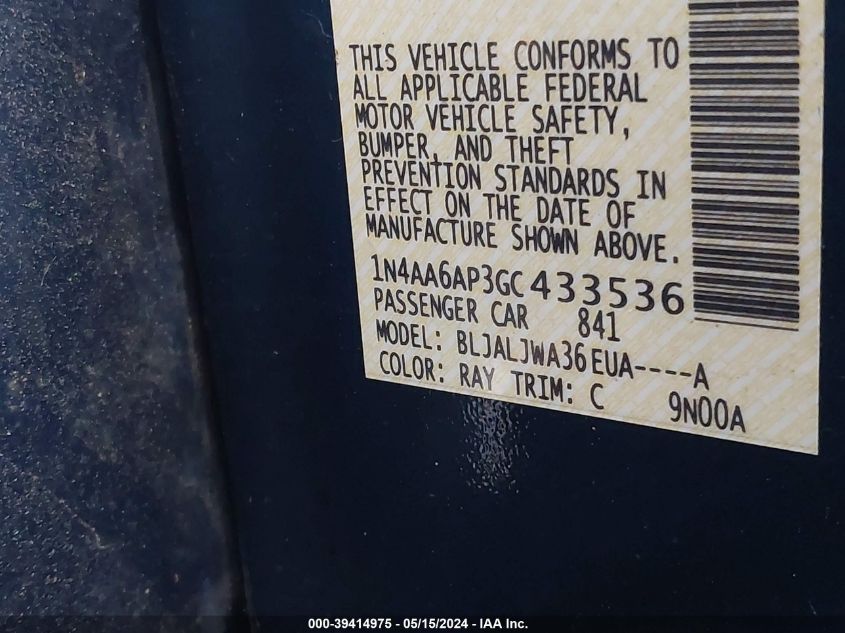 THIS VEHICLE CONFORMS TO
ALL APPLICABLE FEDERAL
MOTOR VEHICLE SAFETY,
BUMPER, AND THEFT
PREVENTION STANDARDS IN
EFFECT ON THE DATE OF
MANUFACTURE SHOWN ABOVE.
1N4AA6AP3GC433536
PASSENGER CAR 841
MODEL: BLJALJWA36EUA----A
COLOR: RAY TRIM: C 9N00A
000-39414975 - 05/15/2024 - IAA Inc.